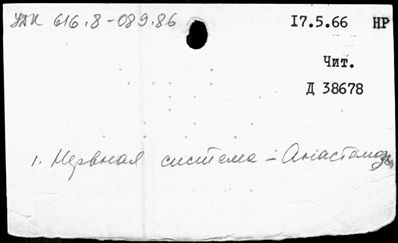 УДК 616.8-089.86 17.5.66 НР
Чит.
Д 38678
1. Нервная система - Анастомозы